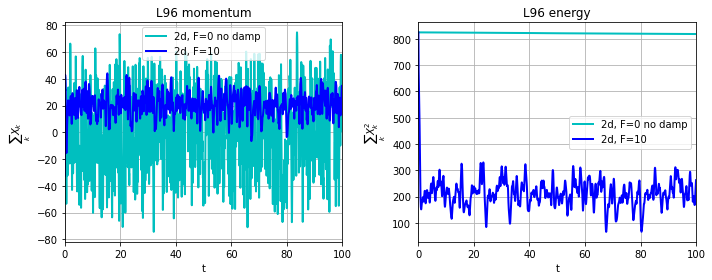 L96 momentum
2d, F=0 no damp
2d, F=10
80
60
40
20
0
−20
−40
−60
−80
∑ₖ Xₖ
0
20
40
60
80
100
t
L96 energy
2d, F=0 no damp
2d, F=10
800
700
600
500
400
300
200
100
∑ₖ Xₖ²
0
20
40
60
80
100
t